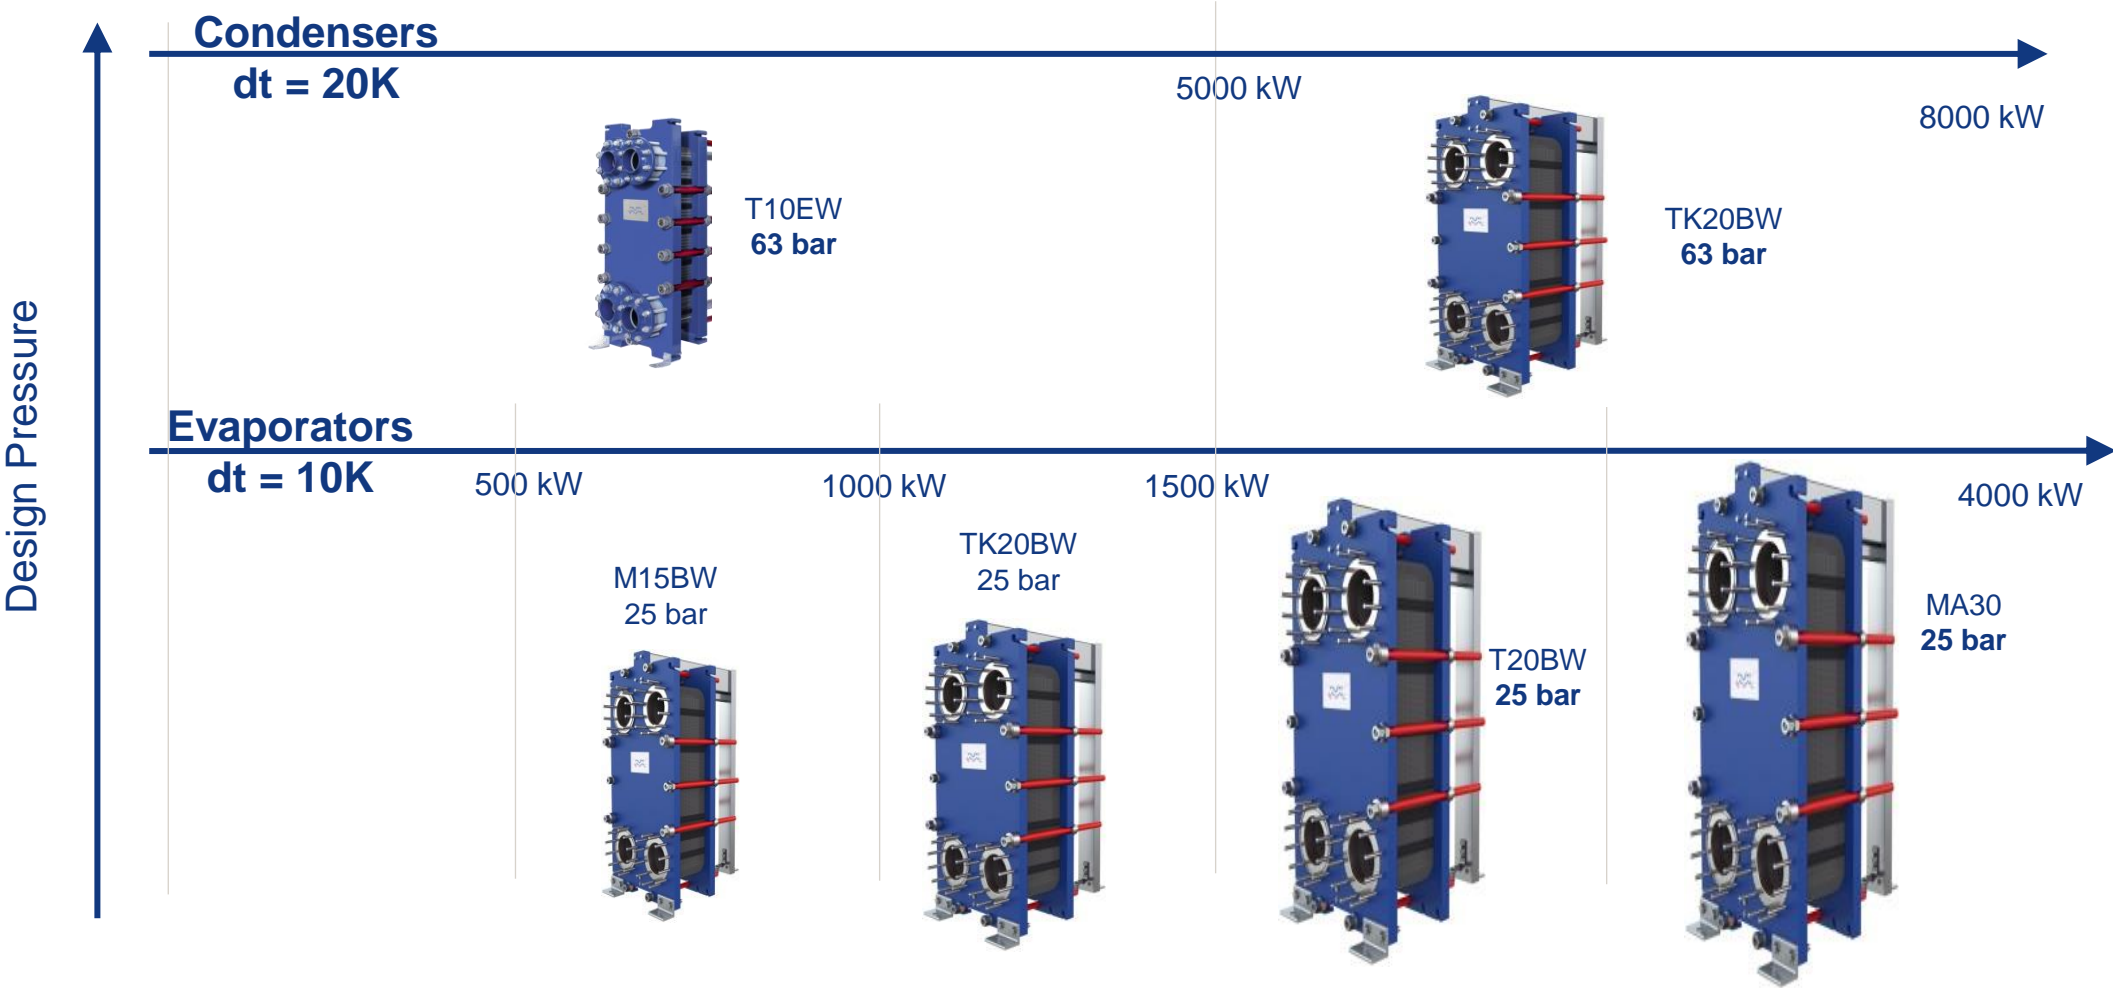 Condensers
dt = 20K
5000 kW
8000 kW
T10EW
63 bar
TK20BW
63 bar
Design Pressure
Evaporators
dt = 10K
500 kW
1000 kW
1500 kW
4000 kW
M15BW
25 bar
TK20BW
25 bar
T20BW
25 bar
MA30
25 bar